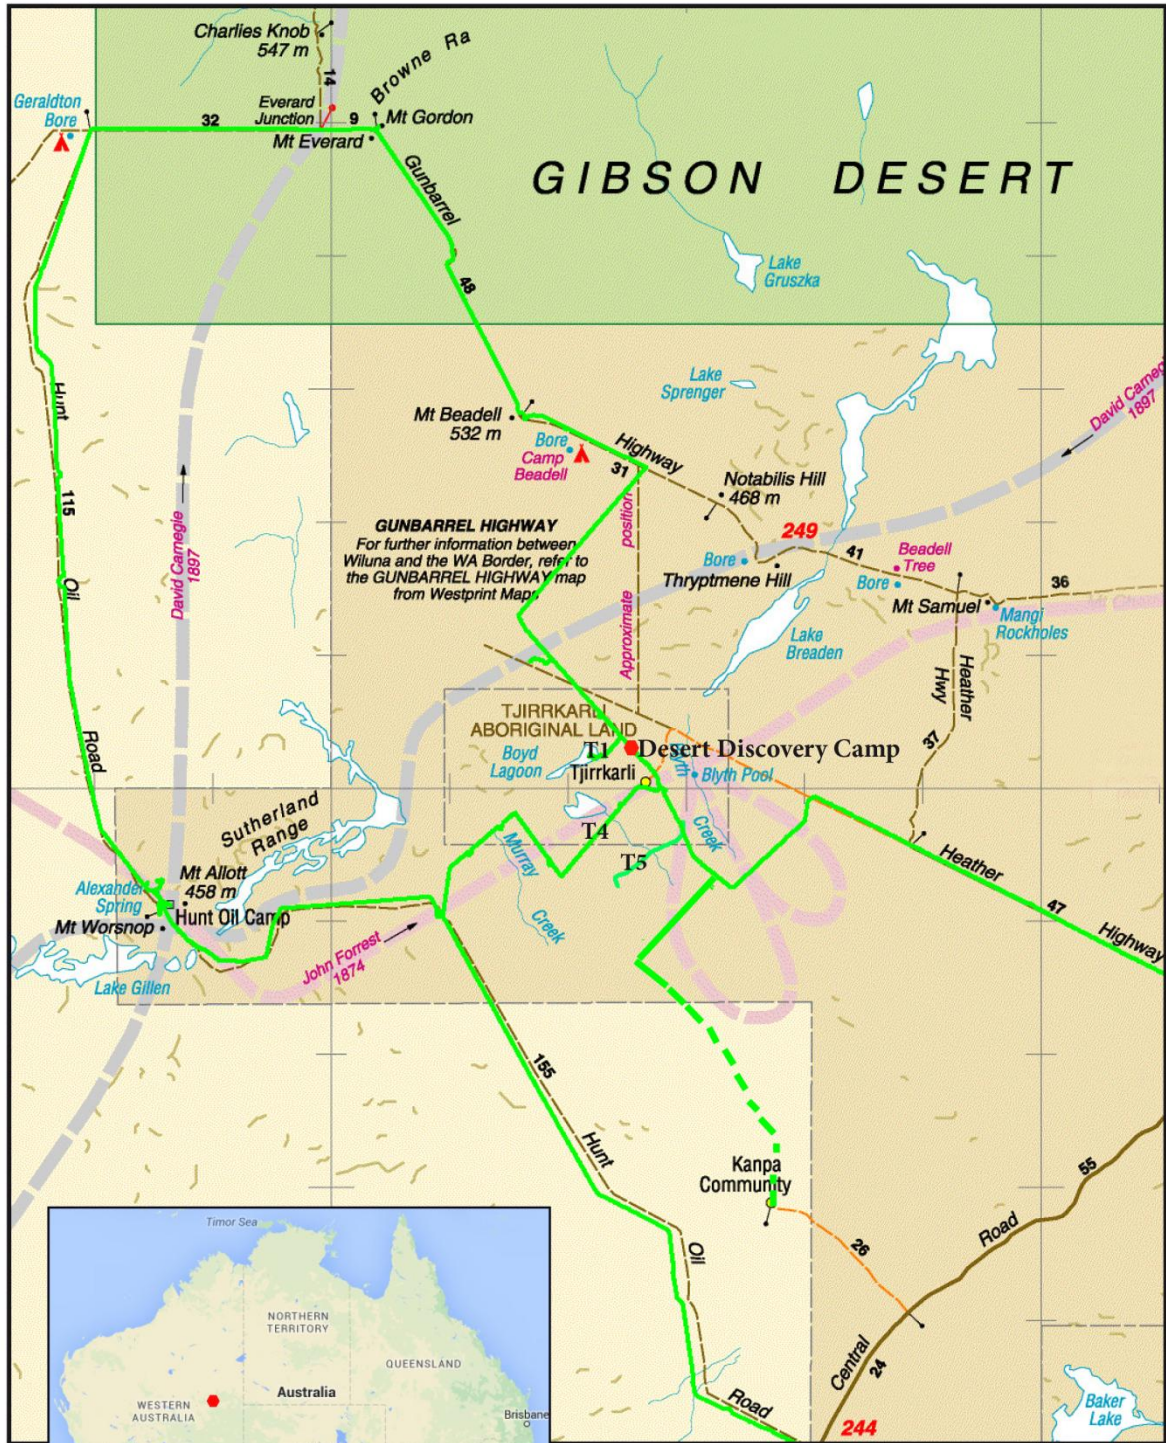 Charlies Knob
547 m
Browne Ra
14
Geraldton
Bore
Everard
Junction
32
9
Mt Gordon
Mt Everard
GIBSON DESERT
Gunbarrel
48
Lake
Gruszka
Lake
Sprenger
David Carnegie
1897
Mt Beadell
532 m
Bore
Camp
Beadell
Highway
31
Notabilis Hill
468 m
Hunt
115
Oil
Road
David Carnegie
1897
GUNBARREL HIGHWAY
For further information between
Wiluna and the WA Border, refer to
the GUNBARREL HIGHWAY map
from Westprint Maps
Approximate position
249
Bore
41
Beadell
Tree
Thryptmene Hill
Bore
36
Mt Samuel
Mangi
Rockholes
Lake
Breaden
Heather
Hwy
37
TJIRRKARLI
ABORIGINAL LAND
T1
Desert Discovery Camp
Boyd
Lagoon
Tjirrkarli
Blyth
Creek
Blyth Pool
T4
T5
Sutherland
Range
Murray
Creek
Heather
47
Highway
Mt Allott
458 m
Alexander
Spring
Hunt Oil Camp
Mt Worsnop
Lake Gillen
John Forrest
1874
155
Hunt
Oil
Road
Kanpa
Community
26
55
Road
Central
24
244
Baker
Lake
Timor Sea
NORTHERN
TERRITORY
QUEENSLAND
WESTERN
AUSTRALIA
Australia
Brisbane